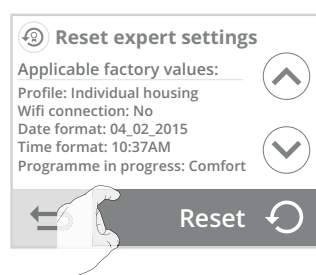 Reset expert settings
Applicable factory values:
Profile: Individual housing
Wifi connection: No
Date format: 04_02_2015
Time format: 10:37AM
Programme in progress: Comfort
Reset